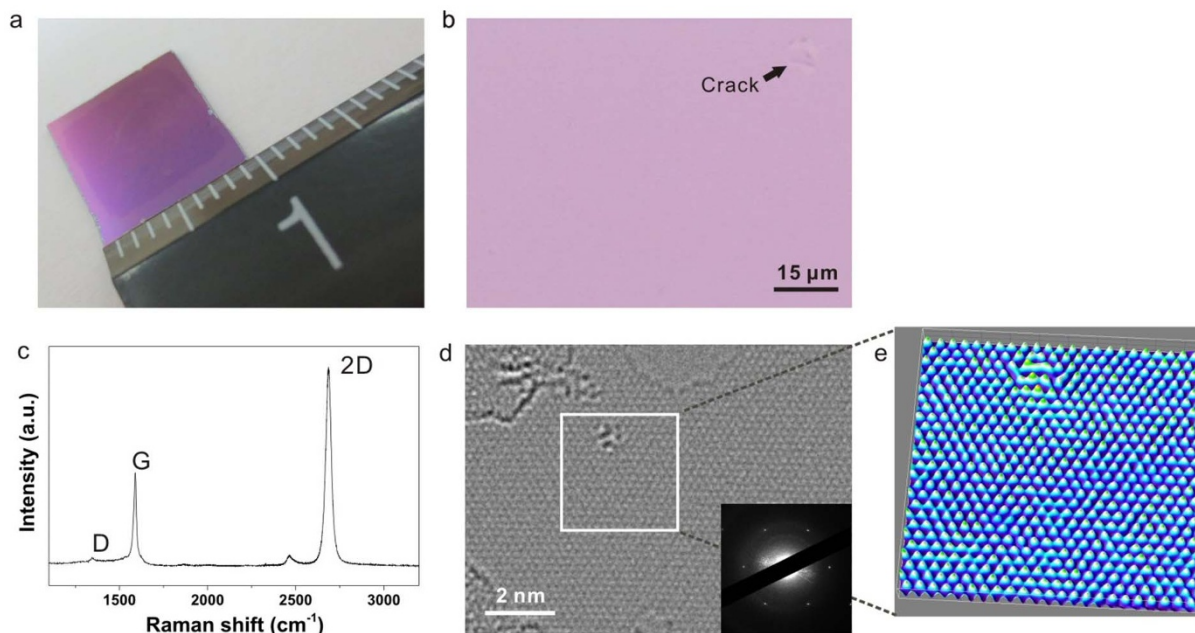 a
b
1
Crack
15 µm
c
D
G
2D
Intensity (a.u.)
1500
2000
2500
3000
Raman shift (cm⁻¹)
d
2 nm
e